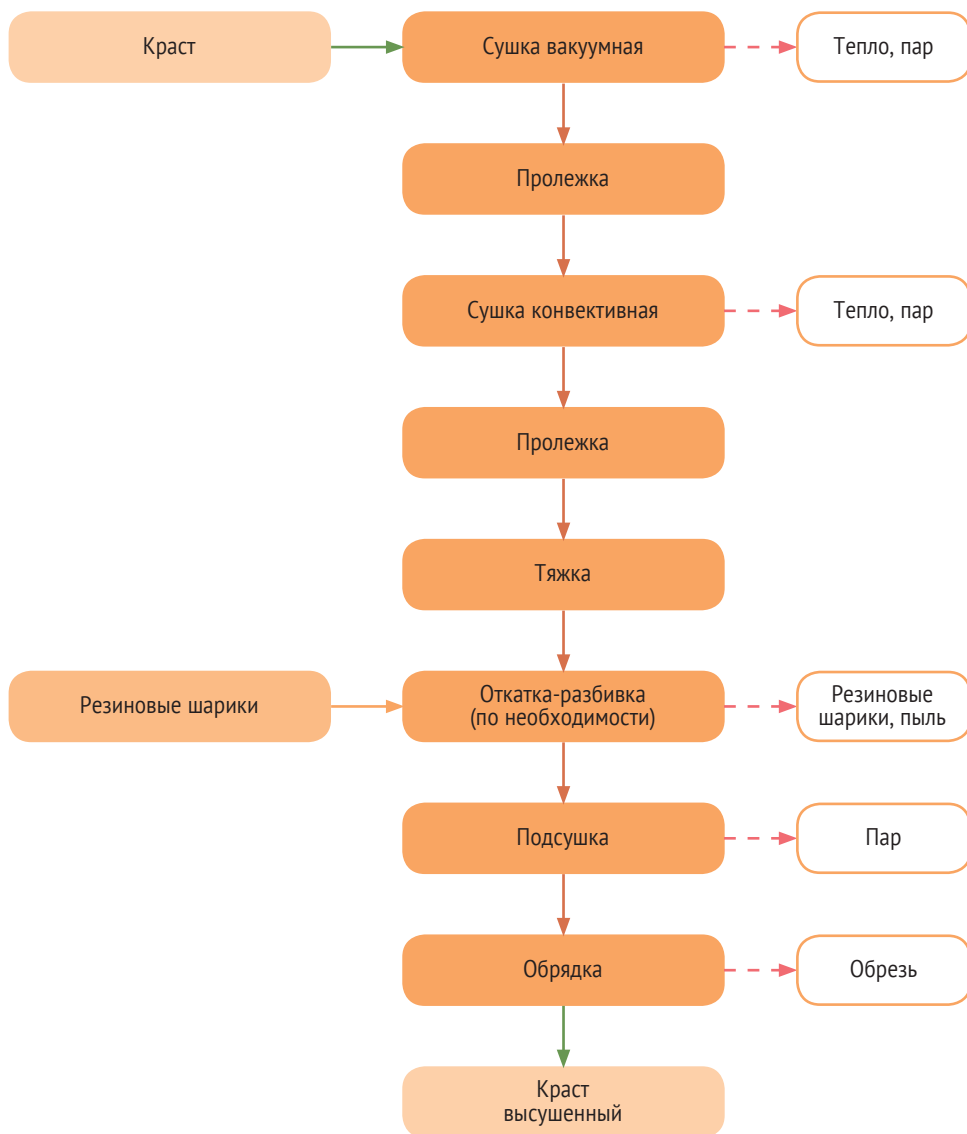 Краст
Сушка вакуумная
Тепло, пар
Пролежка
Сушка конвективная
Тепло, пар
Пролежка
Тяжка
Резиновые шарики
Откатка-разбивка
(по необходимости)
Резиновые
шарики, пыль
Подсушка
Пар
Обрядка
Обрезь
Краст
высушенный